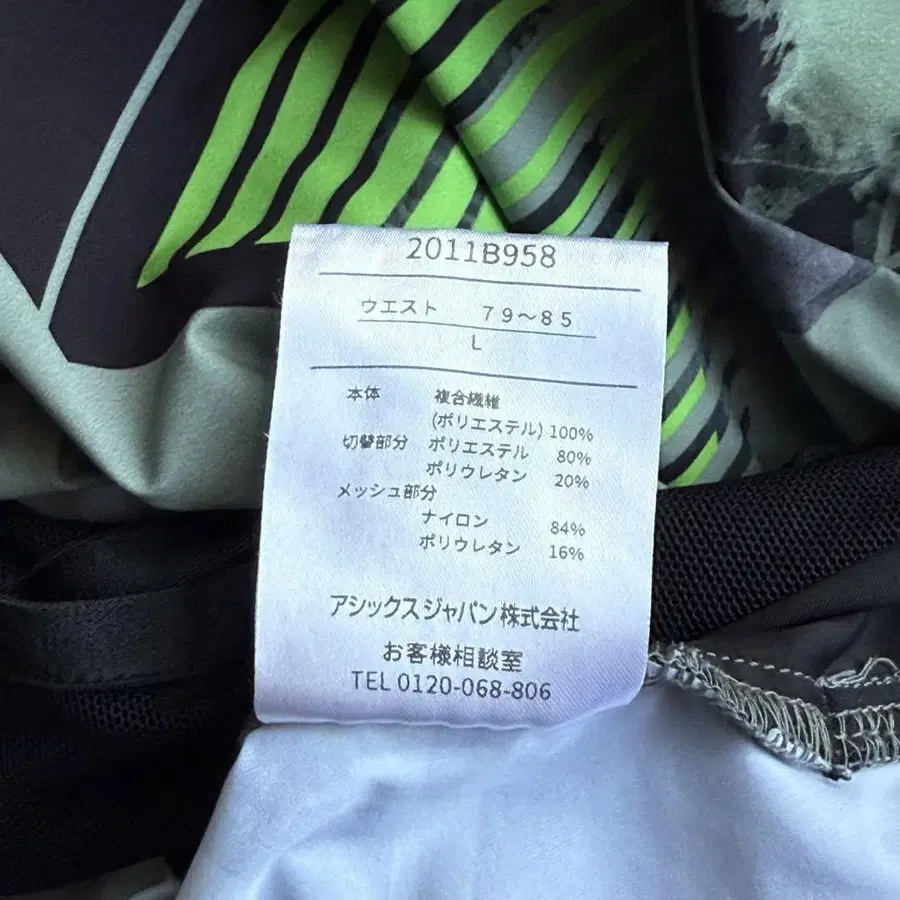 2011B958
ウエスト 79～85
L
本体 複合繊維
(ポリエステル) 100%
切替部分 ポリエステル 80%
ポリウレタン 20%
メッシュ部分
ナイロン 84%
ポリウレタン 16%
アシックスジャパン株式会社
お客様相談室
TEL 0120-068-806